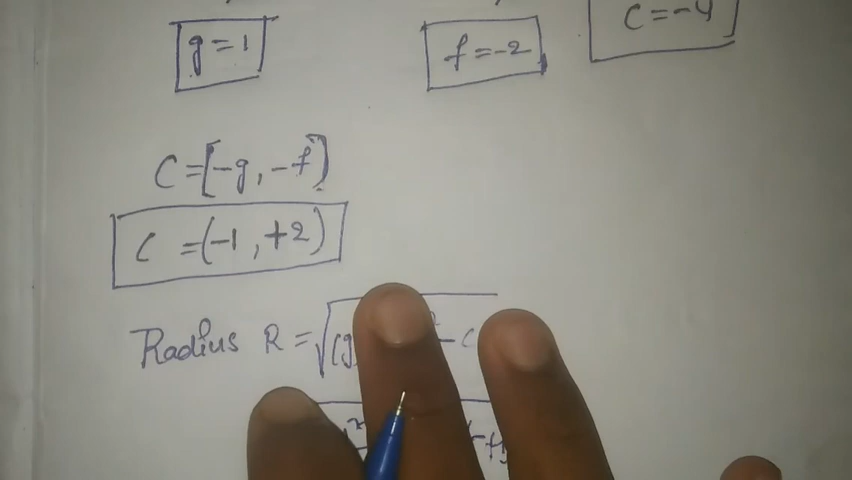 g = 1 f = -2 C = -4
C = [-g, -f]
C = (-1, +2)
Radius R = √(g - c